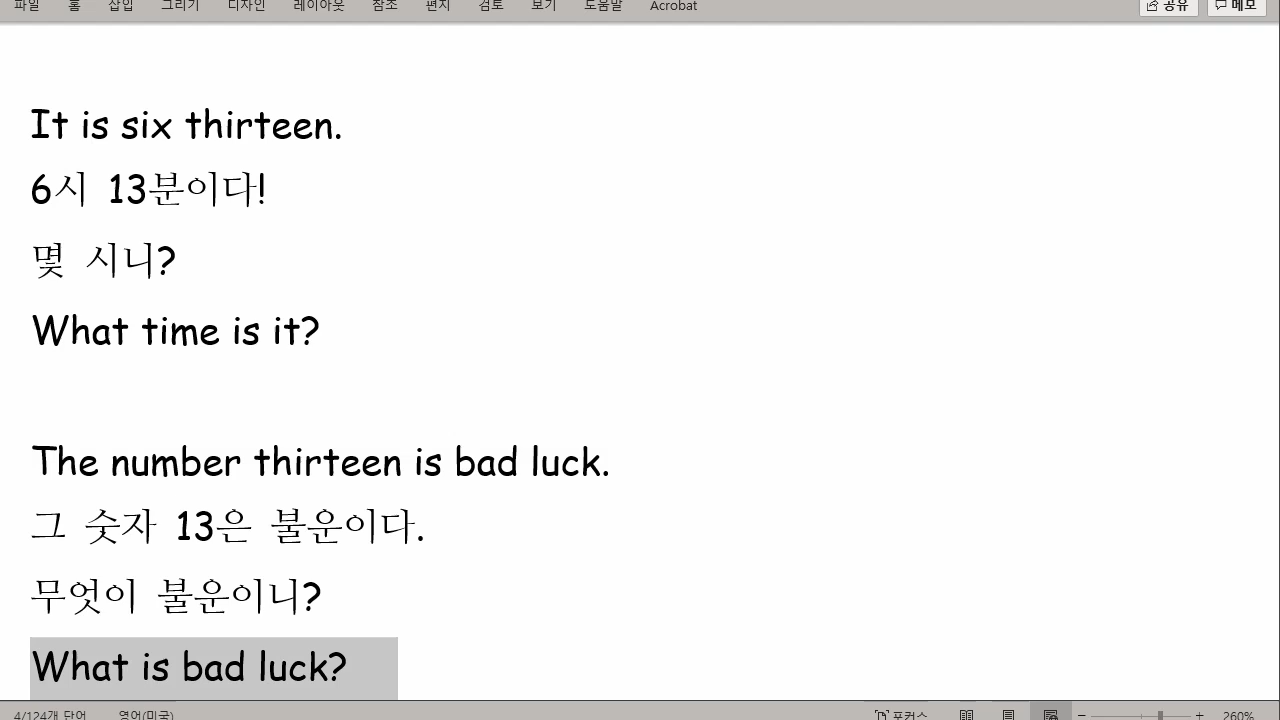 파일 홈 삽입 그리기 디자인 레이아웃 참조 편지 검토 보기 도움말 Acrobat 공유 메모
It is six thirteen.
6시 13분이다!
몇 시니?
What time is it?
The number thirteen is bad luck.
그 숫자 13은 불운이다.
무엇이 불운이니?
What is bad luck?
4/124개 단어 영어(미국) 포커스 260%